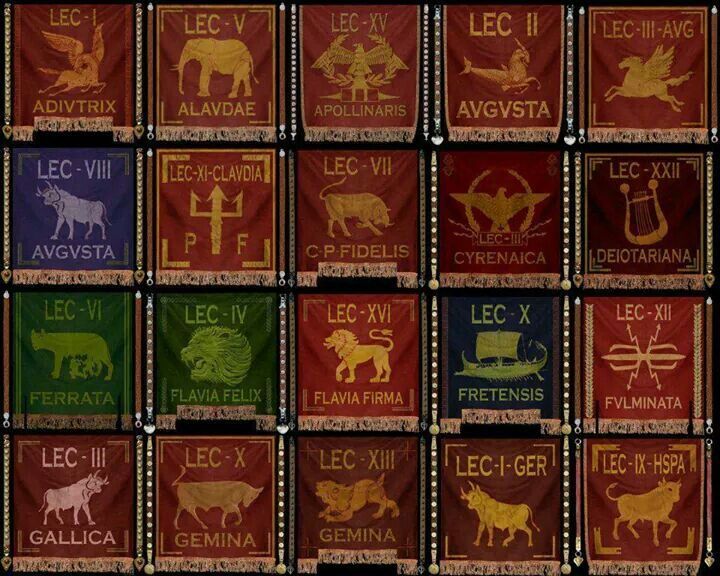 LEC-I
ADIVTRIX
LEC-V
ALAVDAE
LEC-XV
APOLLINARIS
LEC II
AVGVSTA
LEC-III-AVG
LEC-VIII
AVGVSTA
LEC-XI-CLAVDIA
P F
LEC-VII
C·P·FIDELIS
LEC-III
CYRENAICA
LEC-XXII
DEIOTARIANA
LEC-VI
FERRATA
LEC-IV
FLAVIA FELIX
LEC-XVI
FLAVIA FIRMA
LEC-X
FRETENSIS
LEC-XII
FVLMINATA
LEC-III
GALLICA
LEC-X
GEMINA
LEC-XIII
GEMINA
LEC-I-GER
LEC-IX-HSPA